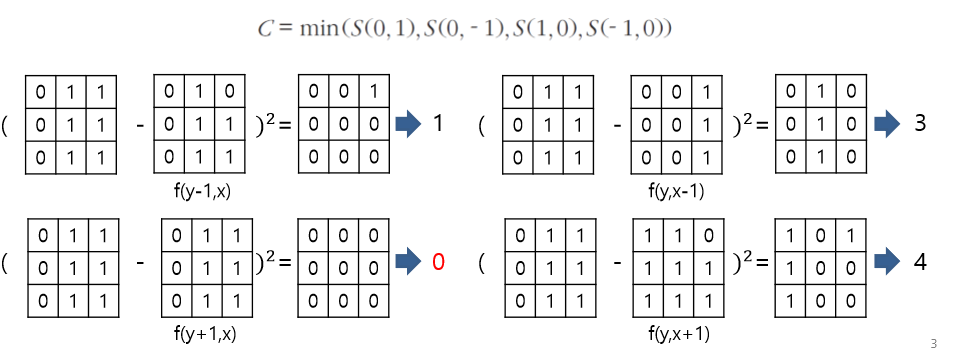 C = min(S(0, 1), S(0, - 1), S(1, 0), S(- 1, 0))
0 1 1 0 1 0 0 0 1 0 1 1 0 0 1 0 1 0
( 0 1 1 - 0 1 1 )² = 0 0 0 1 ( 0 1 1 - 0 0 1 )² = 0 1 0 3
0 1 1 0 1 1 0 0 0 0 1 1 0 0 1 0 1 0
f(y-1,x) f(y,x-1)
0 1 1 0 1 1 0 0 0 0 1 1 1 1 0 1 0 1
( 0 1 1 - 0 1 1 )² = 0 0 0 0 ( 0 1 1 - 1 1 1 )² = 1 0 0 4
0 1 1 0 1 1 0 0 0 0 1 1 1 1 1 1 0 0
f(y+1,x) f(y,x+1)
3